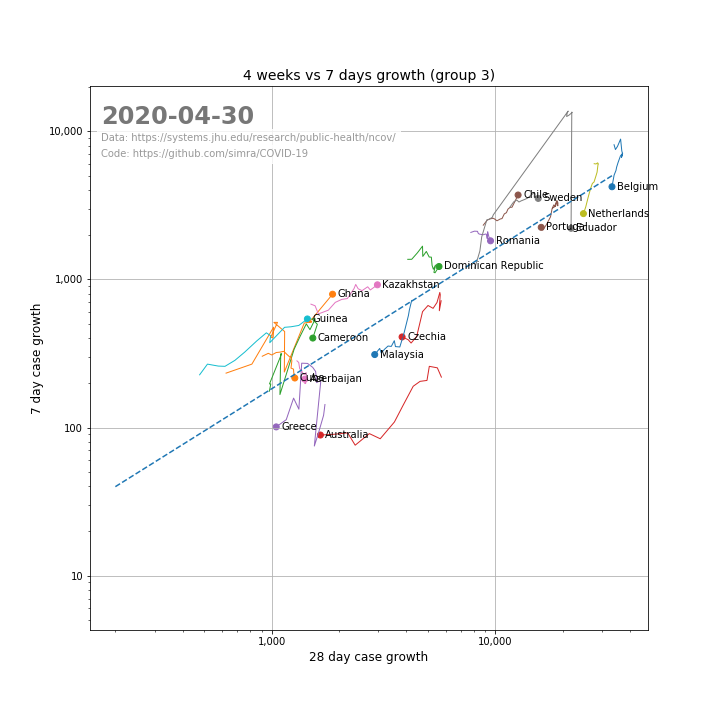 4 weeks vs 7 days growth (group 3)
2020-04-30
Data: https://systems.jhu.edu/research/public-health/ncov/
Code: https://github.com/simra/COVID-19
10,000
1,000
100
10
7 day case growth
Chile
Sweden
Belgium
Netherlands
Portugal
Ecuador
Romania
Dominican Republic
Kazakhstan
Ghana
Guinea
Cameroon
Czechia
Malaysia
Cuba
Azerbaijan
Greece
Australia
1,000
10,000
28 day case growth